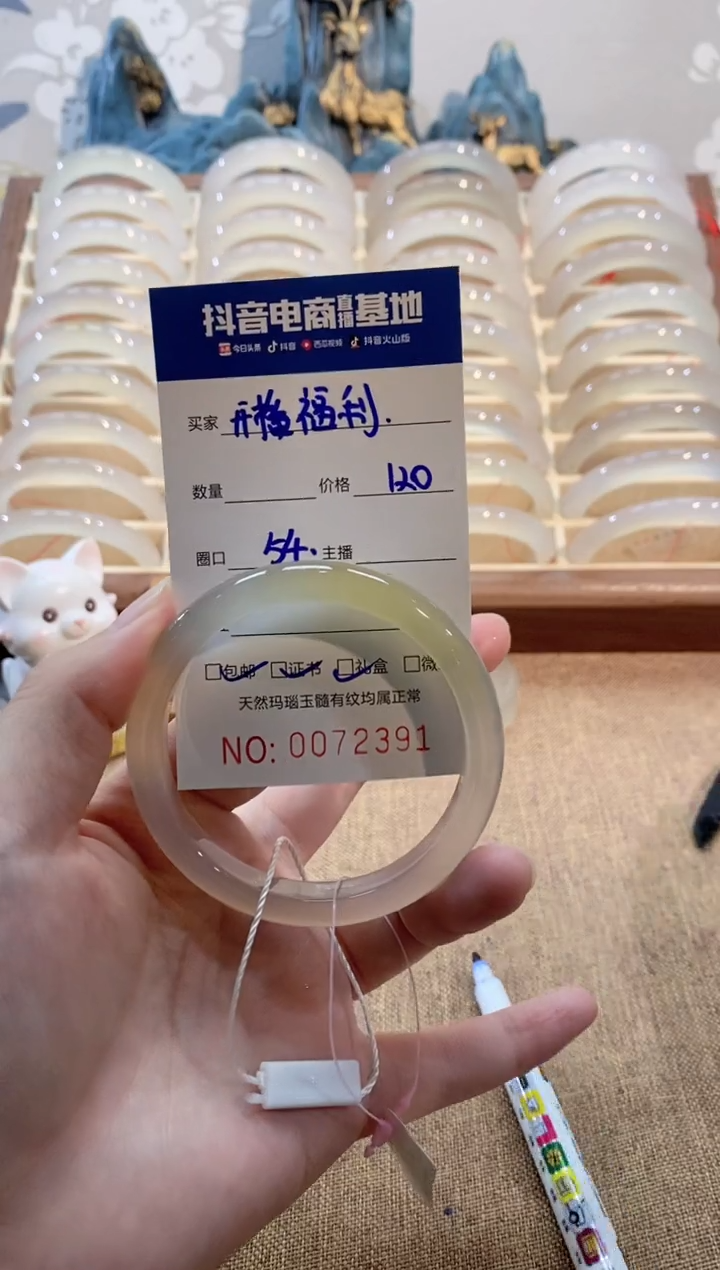 抖音电商直播基地
今日头条 抖音 西瓜视频 抖音火山版
买家 开播福利.
数量 价格 120
圈口 54. 主播
包邮 证书 礼盒 微
天然玛瑙玉髓有纹均属正常
NO: 0072391